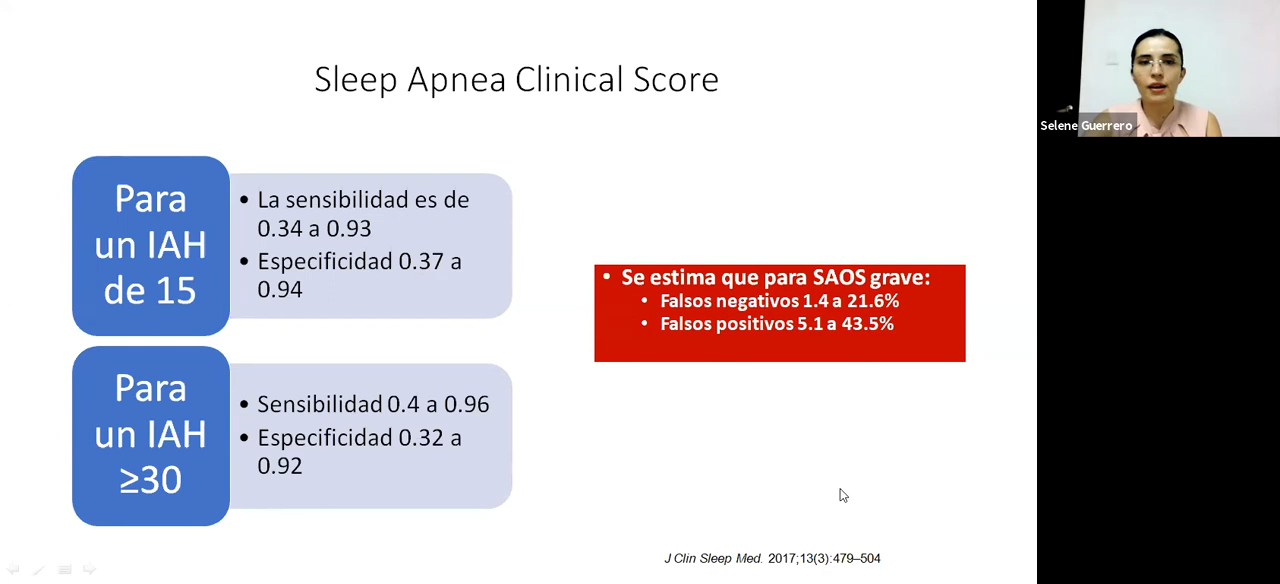 Sleep Apnea Clinical Score
Para
un IAH
de 15
• La sensibilidad es de
0.34 a 0.93
• Especificidad 0.37 a
0.94
Para
un IAH
≥30
• Sensibilidad 0.4 a 0.96
• Especificidad 0.32 a
0.92
• Se estima que para SAOS grave:
• Falsos negativos 1.4 a 21.6%
• Falsos positivos 5.1 a 43.5%
J Clin Sleep Med. 2017;13(3):479–504
Selene Guerrero